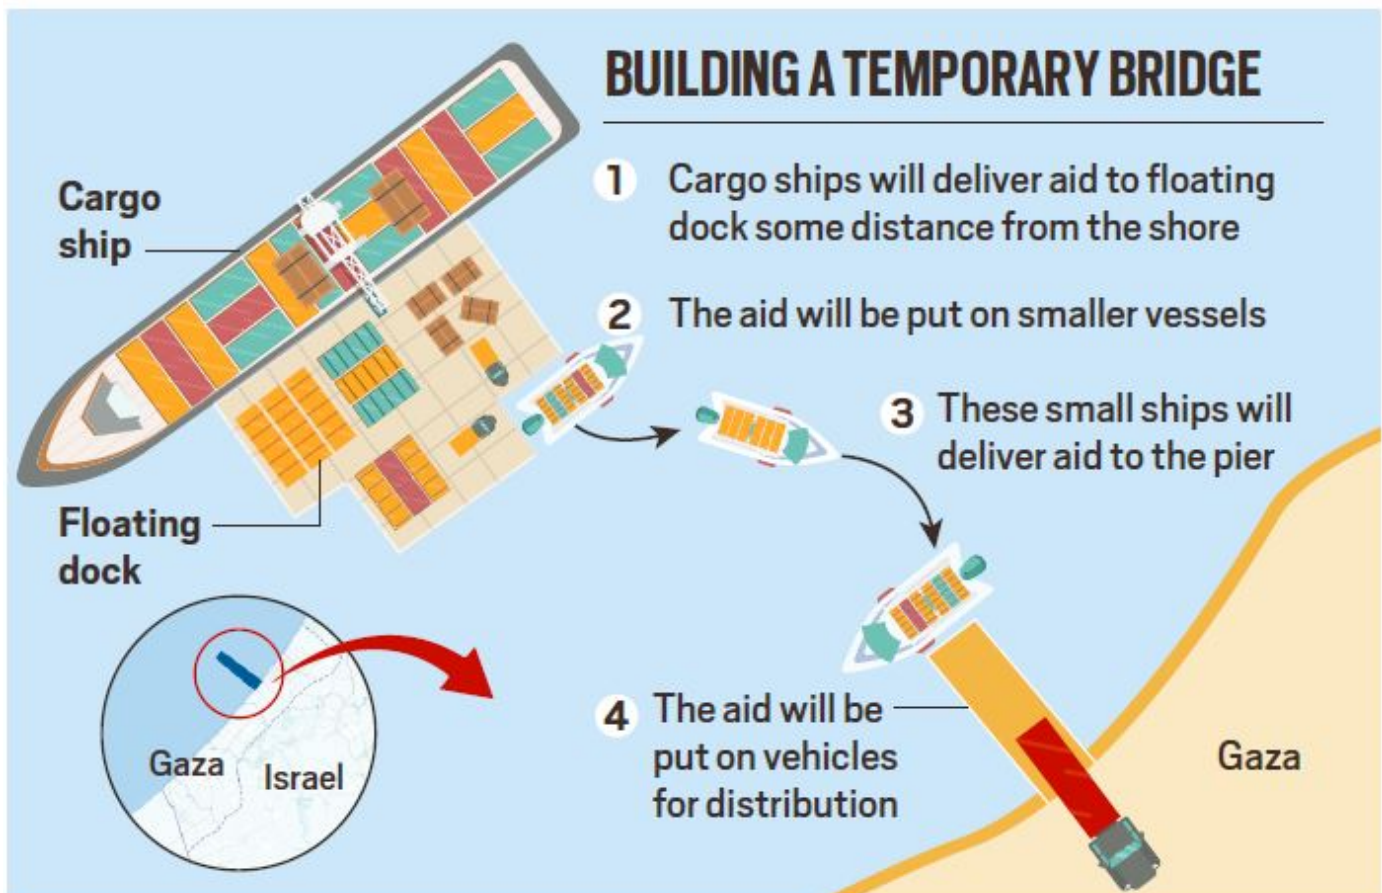 BUILDING A TEMPORARY BRIDGE
Cargo
ship
1 Cargo ships will deliver aid to floating
dock some distance from the shore
2 The aid will be put on smaller vessels
3 These small ships will
deliver aid to the pier
Floating
dock
4 The aid will be
put on vehicles
for distribution
Gaza
Israel
Gaza